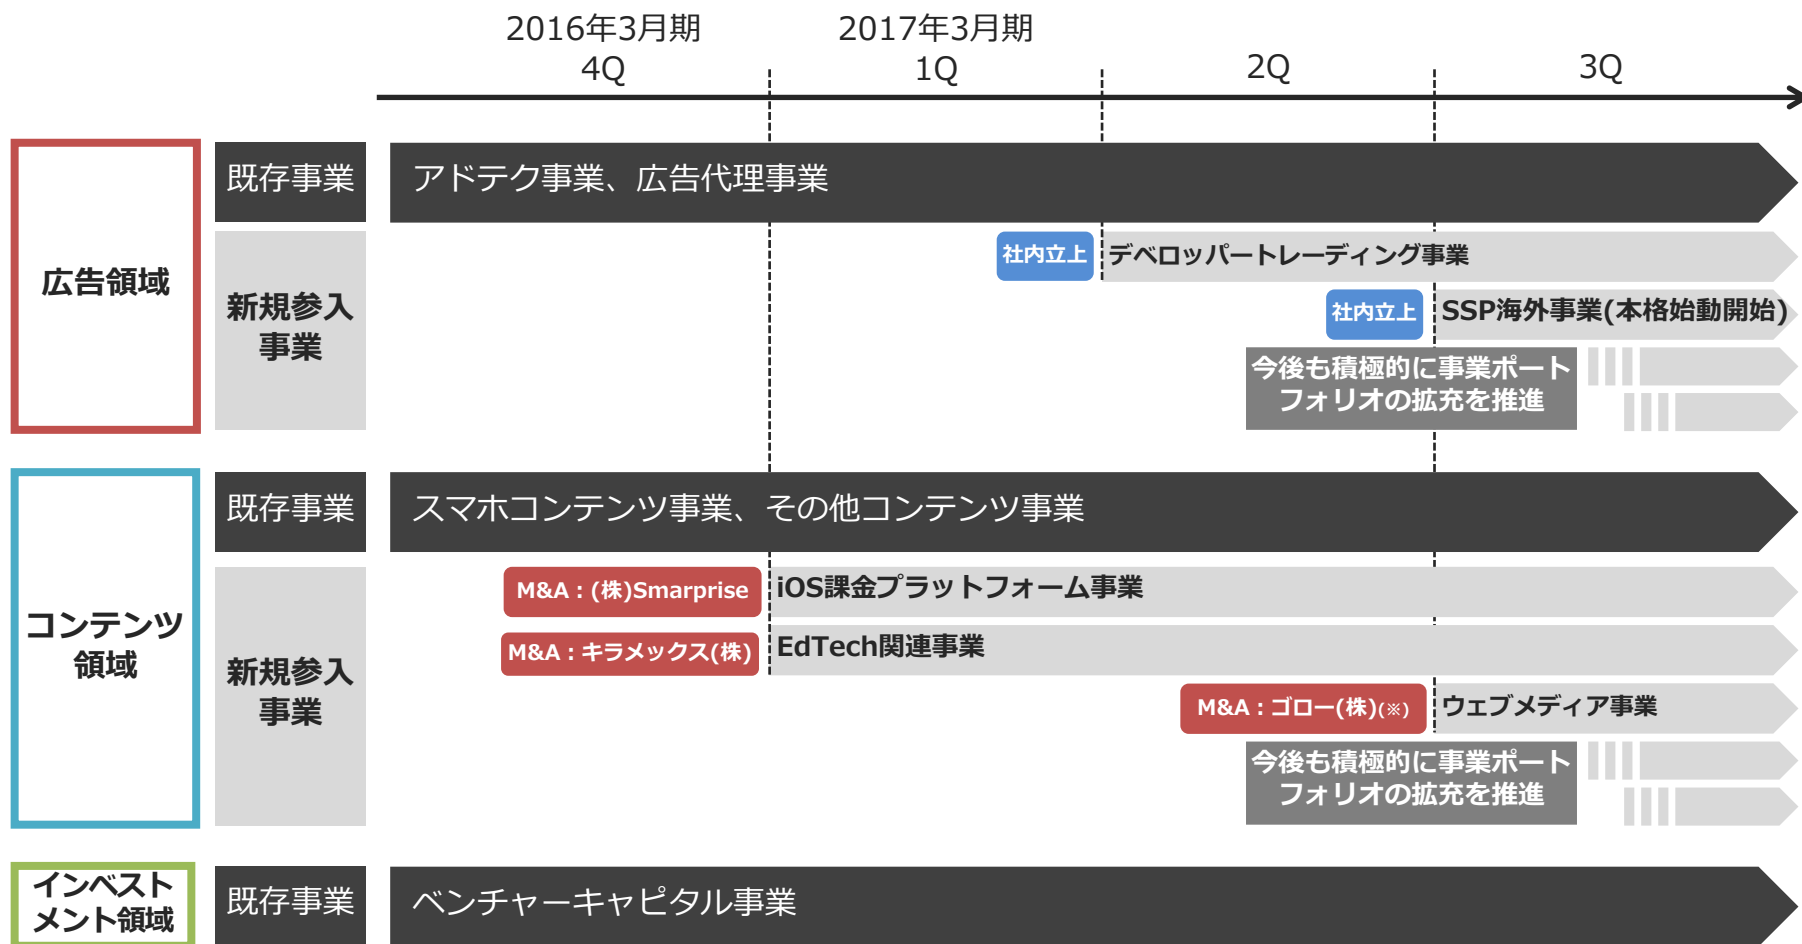 2016年3月期
4Q
2017年3月期
1Q
2Q
3Q
広告領域
既存事業
アドテク事業、広告代理事業
新規参入
事業
社内立上
デベロッパートレーディング事業
社内立上
SSP海外事業(本格始動開始)
今後も積極的に事業ポート
フォリオの拡充を推進
コンテンツ
領域
既存事業
スマホコンテンツ事業、その他コンテンツ事業
新規参入
事業
M&A：(株)Smarprise
iOS課金プラットフォーム事業
M&A：キラメックス(株)
EdTech関連事業
M&A：ゴロー(株)(※)
ウェブメディア事業
今後も積極的に事業ポート
フォリオの拡充を推進
インベスト
メント領域
既存事業
ベンチャーキャピタル事業